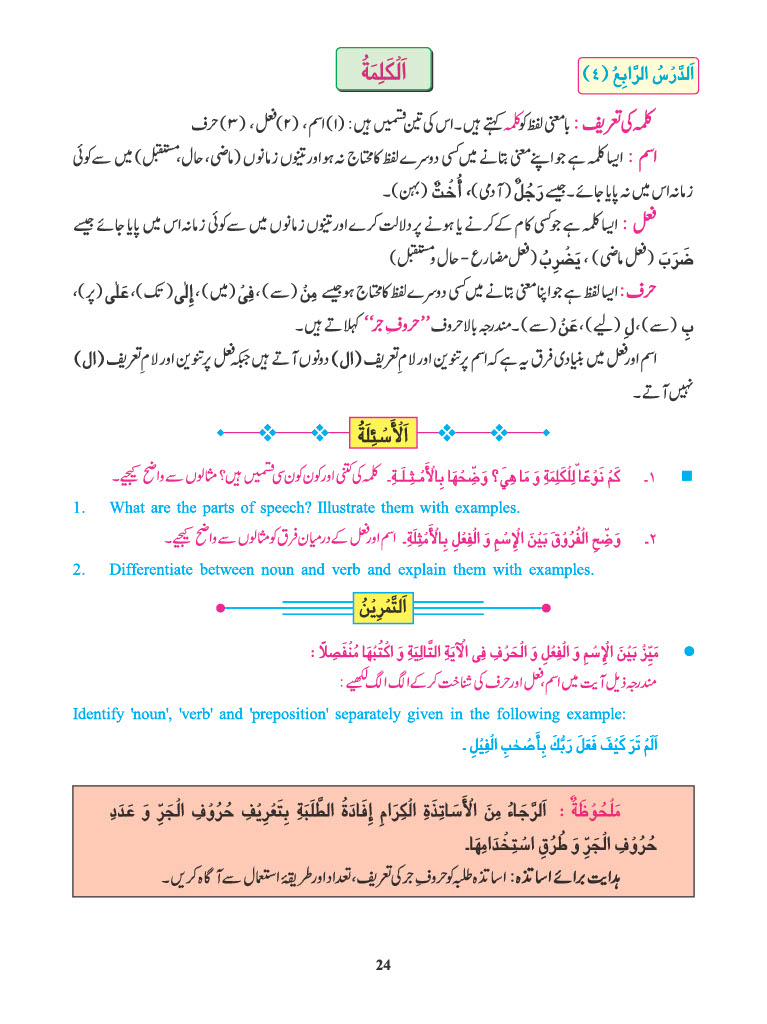 اَلدَّرْسُ الرَّابِعُ (٤)
اَلْكَلِمَةُ
کلمہ کی تعریف : بامعنی لفظ کو کلمہ کہتے ہیں۔ اس کی تین قسمیں ہیں: (۱) اسم، (۲) فعل، (۳) حرف
اسم : ایسا کلمہ ہے جو اپنے معنی بتانے میں کسی دوسرے لفظ کا محتاج نہ ہو اور تینوں زمانوں (ماضی، حال، مستقبل) میں سے کوئی
زمانہ اس میں نہ پایا جائے۔ جیسے رَجُلٌ (آدمی)، أُخْتٌ (بہن)۔
فعل : ایسا کلمہ ہے جو کسی کام کے کرنے یا ہونے پر دلالت کرے اور تینوں زمانوں میں سے کوئی زمانہ اس میں پایا جائے جیسے
ضَرَبَ (فعل ماضی) ، يَضْرِبُ (فعل مضارع - حال و مستقبل)
حرف : ایسا لفظ ہے جو اپنا معنی بتانے میں کسی دوسرے لفظ کا محتاج ہو جیسے مِنْ (سے)، فِيْ (میں)، إِلٰى (تک)، عَلٰى (پر)،
بِ (سے)، لِ (لیے)، عَنْ (سے)۔ مندرجہ بالا حروف ”حروفِ جر“ کہلاتے ہیں۔
اسم اور فعل میں بنیادی فرق یہ ہے کہ اسم پر تنوین اور لامِ تعریف (ال) دونوں آتے ہیں جبکہ فعل پر تنوین اور لامِ تعریف (ال)
نہیں آتے۔
اَلْأَسْئِلَةُ
۱۔ كَمْ نَوْعًا لِّلْكَلِمَةِ وَ مَا هِيَ؟ وَضِّحْهَا بِالْأَمْثِلَةِ۔ کلمہ کی کتنی اور کون کون سی قسمیں ہیں؟ مثالوں سے واضح کیجیے۔
1. What are the parts of speech? Illustrate them with examples.
۲۔ وَضِّحِ الْفُرُوْقَ بَيْنَ الْإِسْمِ وَ الْفِعْلِ بِالْأَمْثِلَةِ۔ اسم اور فعل کے درمیان فرق کو مثالوں سے واضح کیجیے۔
2. Differentiate between noun and verb and explain them with examples.
اَلتَّمْرِيْنُ
مَيِّزْ بَيْنَ الْإِسْمِ وَ الْفِعْلِ وَ الْحَرْفِ فِى الْآيَةِ التَّالِيَةِ وَ اكْتُبْهَا مُنْفَصِلًا :
مندرجہ ذیل آیت میں اسم، فعل اور حرف کی شناخت کر کے الگ الگ لکھیے :
Identify 'noun', 'verb' and 'preposition' separately given in the following example:
اَلَمْ تَرَ كَيْفَ فَعَلَ رَبُّكَ بِأَصْحٰبِ الْفِيْلِ ۔
مَلْحُوْظَةٌ : اَلرَّجَاءُ مِنَ الْأَسَاتِذَةِ الْكِرَامِ إِفَادَةُ الطَّلَبَةِ بِتَعْرِيْفِ حُرُوْفِ الْجَرِّ وَ عَدَدِ
حُرُوْفِ الْجَرِّ وَ طُرُقِ اسْتِخْدَامِهَا۔
ہدایت برائے اساتذہ : اساتذہ طلبہ کو حروفِ جر کی تعریف، تعداد اور طریقۂ استعمال سے آگاہ کریں۔
24